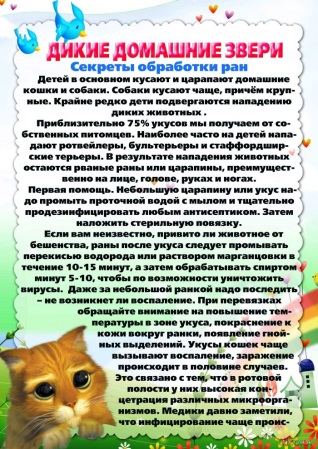 ДИКИЕ ДОМАШНИЕ ЗВЕРИ
Секреты обработки ран
Детей в основном кусают и царапают домашние
кошки и собаки. Собаки кусают чаще, причём круп-
ные. Крайне редко дети подвергаются нападению
диких животных .
Приблизительно 75% укусов мы получаем от со-
бственных питомцев. Наиболее часто на детей напа-
дают ротвейлеры, бультерьеры и стаффордшир-
ские терьеры. В результате нападения животных
остаются рваные раны или царапины, преимущест-
венно на лице, голове, руках и ногах.
Первая помощь. Небольшую царапину или укус на-
до промыть проточной водой с мылом и тщательно
продезинфицировать любым антисептиком. Затем
наложить стерильную повязку.
Если вам неизвестно, привито ли животное от
бешенства, раны после укуса следует промывать
перекисью водорода или раствором марганцовки в
течение 10-15 минут, а затем обрабатывать спиртом
минут 5-10, чтобы по возможности уничтожить
вирусы. Даже за небольшой ранкой надо последить
– не возникнет ли воспаление. При перевязках
обращайте внимание на повышение тем-
пературы в зоне укуса, покраснение к
кожи вокруг ранки, появление гной-
ных выделений. Укусы кошек чаще
вызывают воспаление, заражение
происходит в половине случаев.
Это связано с тем, что в ротовой
полости у них высокая кон-
центрация различных микроорга-
низмов. Медики давно заметили,
что инфицирование чаще проис-